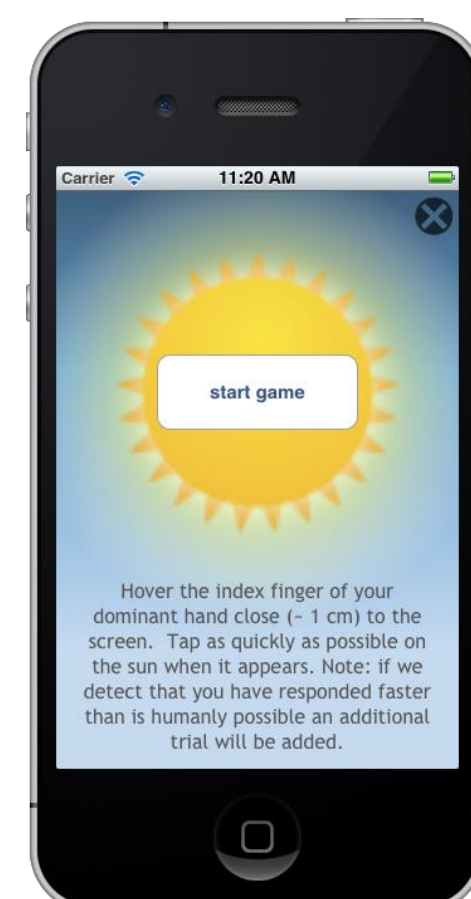 Carrier 11:20 AM
start game
Hover the index finger of your
dominant hand close (~ 1 cm) to the
screen.  Tap as quickly as possible on
the sun when it appears. Note: if we
detect that you have responded faster
than is humanly possible an additional
trial will be added.